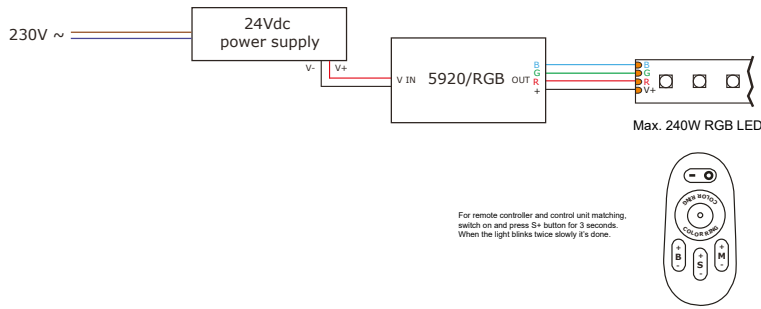 230V ~
24Vdc
power supply
V- V+
V IN 5920/RGB OUT
B
G
R
+
B
G
R
V+
Max. 240W RGB LED
For remote controller and control unit matching,
switch on and press S+ button for 3 seconds.
When the light blinks twice slowly it's done.
COLOR RING
COLOR RING
+
B
-
+
S
-
+
M
-